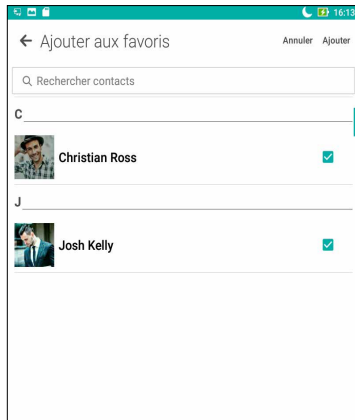 16:13
Ajouter aux favoris Annuler Ajouter
Rechercher contacts
C
Christian Ross
J
Josh Kelly